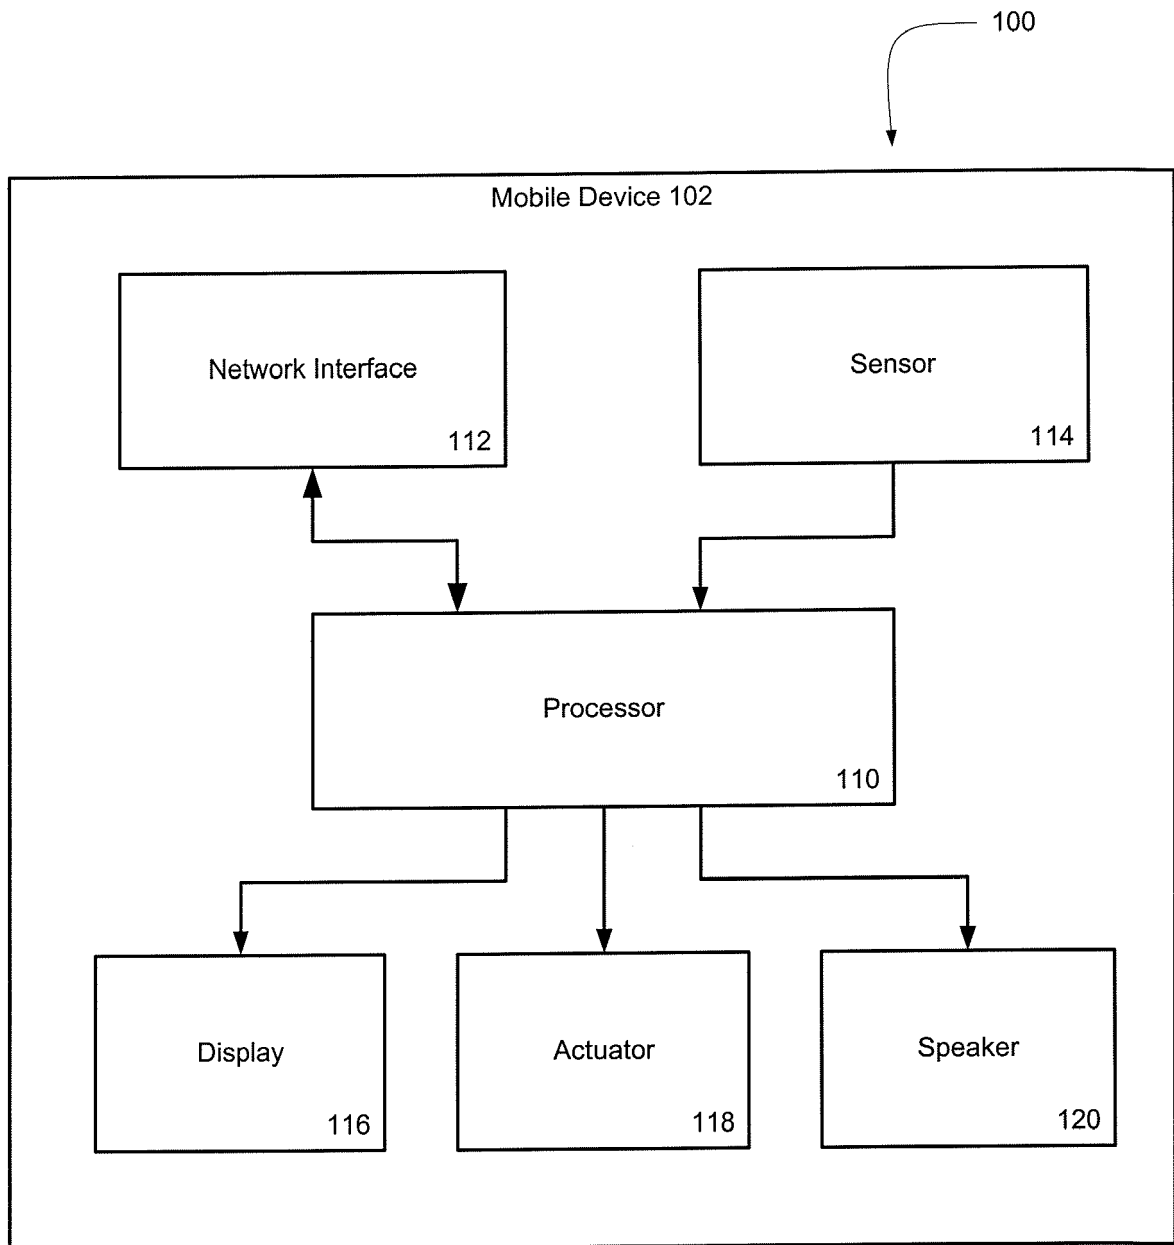 100
Mobile Device 102
Network Interface
112
Sensor
114
Processor
110
Display
116
Actuator
118
Speaker
120